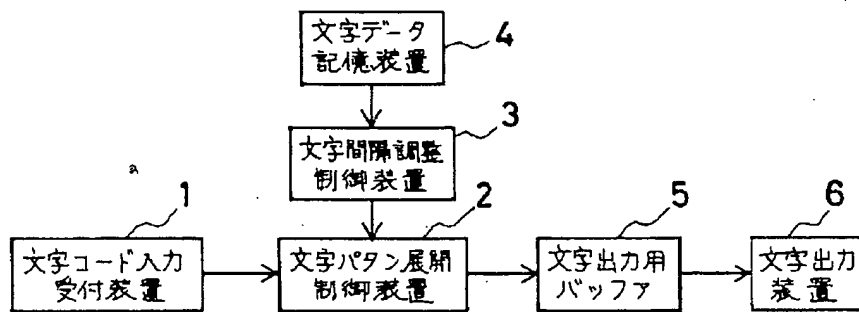 文字データ
記憶装置
4
文字間隔調整
制御装置
3
1
2
5
6
文字コード入力
受付装置
文字パタン展開
制御装置
文字出力用
バッファ
文字出力
装置